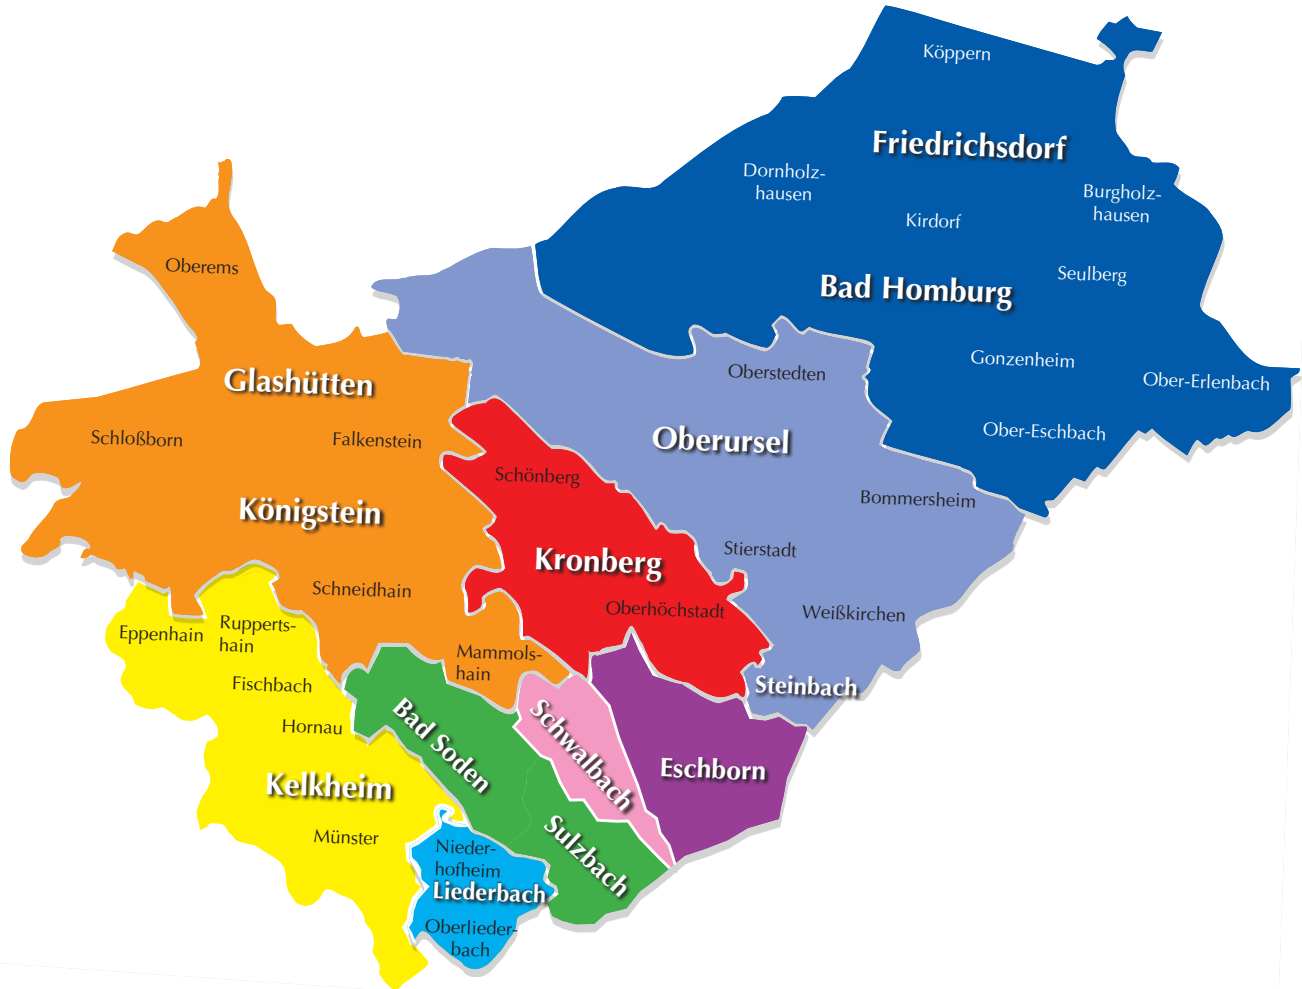 Köppern
Friedrichsdorf
Dornholz-
hausen
Burgholz-
hausen
Kirdorf
Oberems
Seulberg
Bad Homburg
Gonzenheim
Oberstedten
Ober-Erlenbach
Glashütten
Schloßborn
Falkenstein
Oberursel
Ober-Eschbach
Schönberg
Bommersheim
Königstein
Stierstadt
Kronberg
Schneidhain
Oberhöchstadt
Weißkirchen
Eppenhain
Rupperts-
hain
Mammols-
hain
Fischbach
Steinbach
Hornau
Bad Soden
Schwalbach
Eschborn
Kelkheim
Münster
Sulzbach
Nieder-
hofheim
Liederbach
Oberlieder-
bach